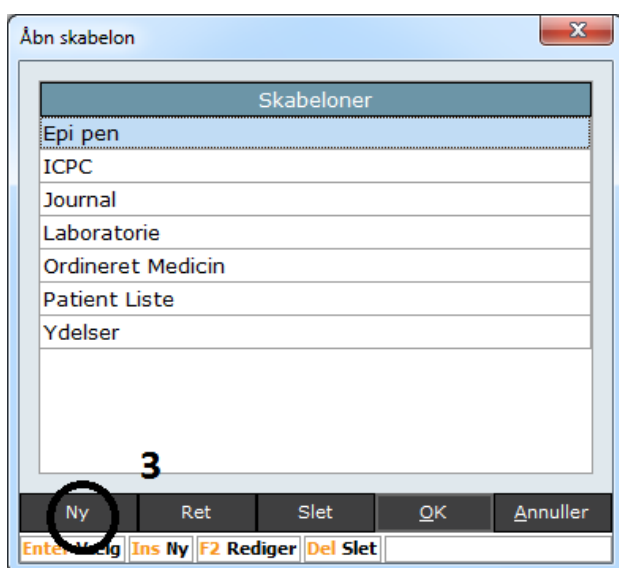 Åbn skabelon
Skabeloner
Epi pen
ICPC
Journal
Laboratorie
Ordineret Medicin
Patient Liste
Ydelser
3
Ny Ret Slet OK Annuller
Enter Vælg Ins Ny F2 Rediger Del Slet